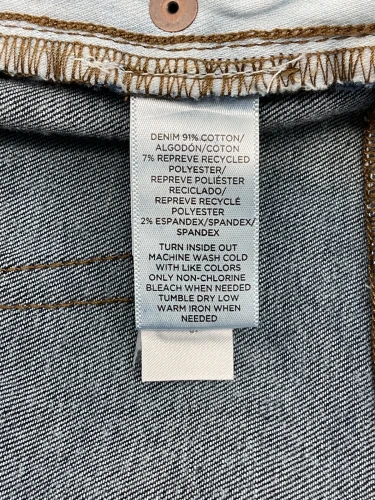 DENIM 91% COTTON/
ALGODÓN/COTON
7% REPREVE RECYCLED
POLYESTER/
REPREVE POLIÉSTER
RECICLADO/
REPREVE RECYCLÉ
POLYESTER
2% ESPANDEX/SPANDEX/
SPANDEX
TURN INSIDE OUT
MACHINE WASH COLD
WITH LIKE COLORS
ONLY NON-CHLORINE
BLEACH WHEN NEEDED
TUMBLE DRY LOW
WARM IRON WHEN
NEEDED